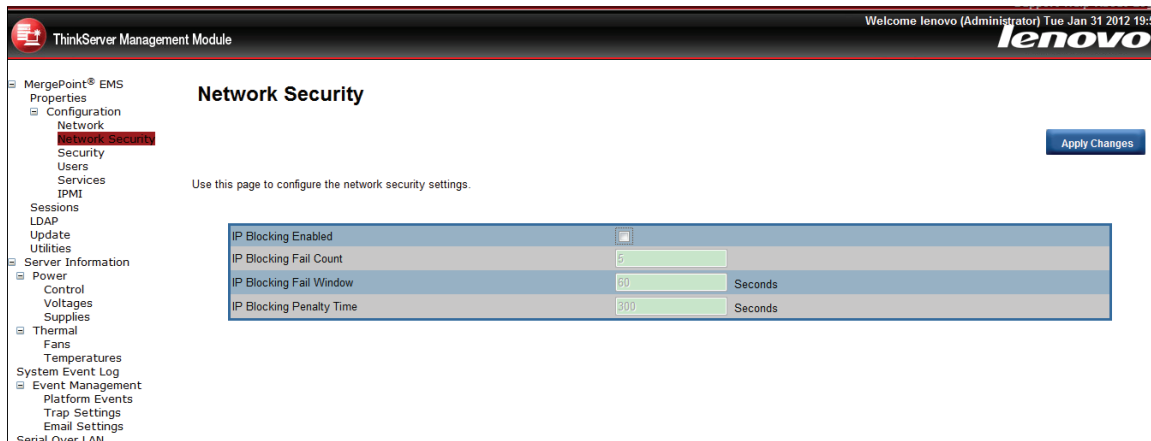 Welcome lenovo (Administrator) Tue Jan 31 2012 19:
ThinkServer Management Module
lenovo
MergePoint® EMS
Properties
Configuration
Network
Network Security
Security
Users
Services
IPMI
Sessions
LDAP
Update
Utilities
Server Information
Power
Control
Voltages
Supplies
Thermal
Fans
Temperatures
System Event Log
Event Management
Platform Events
Trap Settings
Email Settings
Serial Over LAN
Network Security
Apply Changes
Use this page to configure the network security settings.
IP Blocking Enabled
IP Blocking Fail Count 5
IP Blocking Fail Window 60 Seconds
IP Blocking Penalty Time 300 Seconds